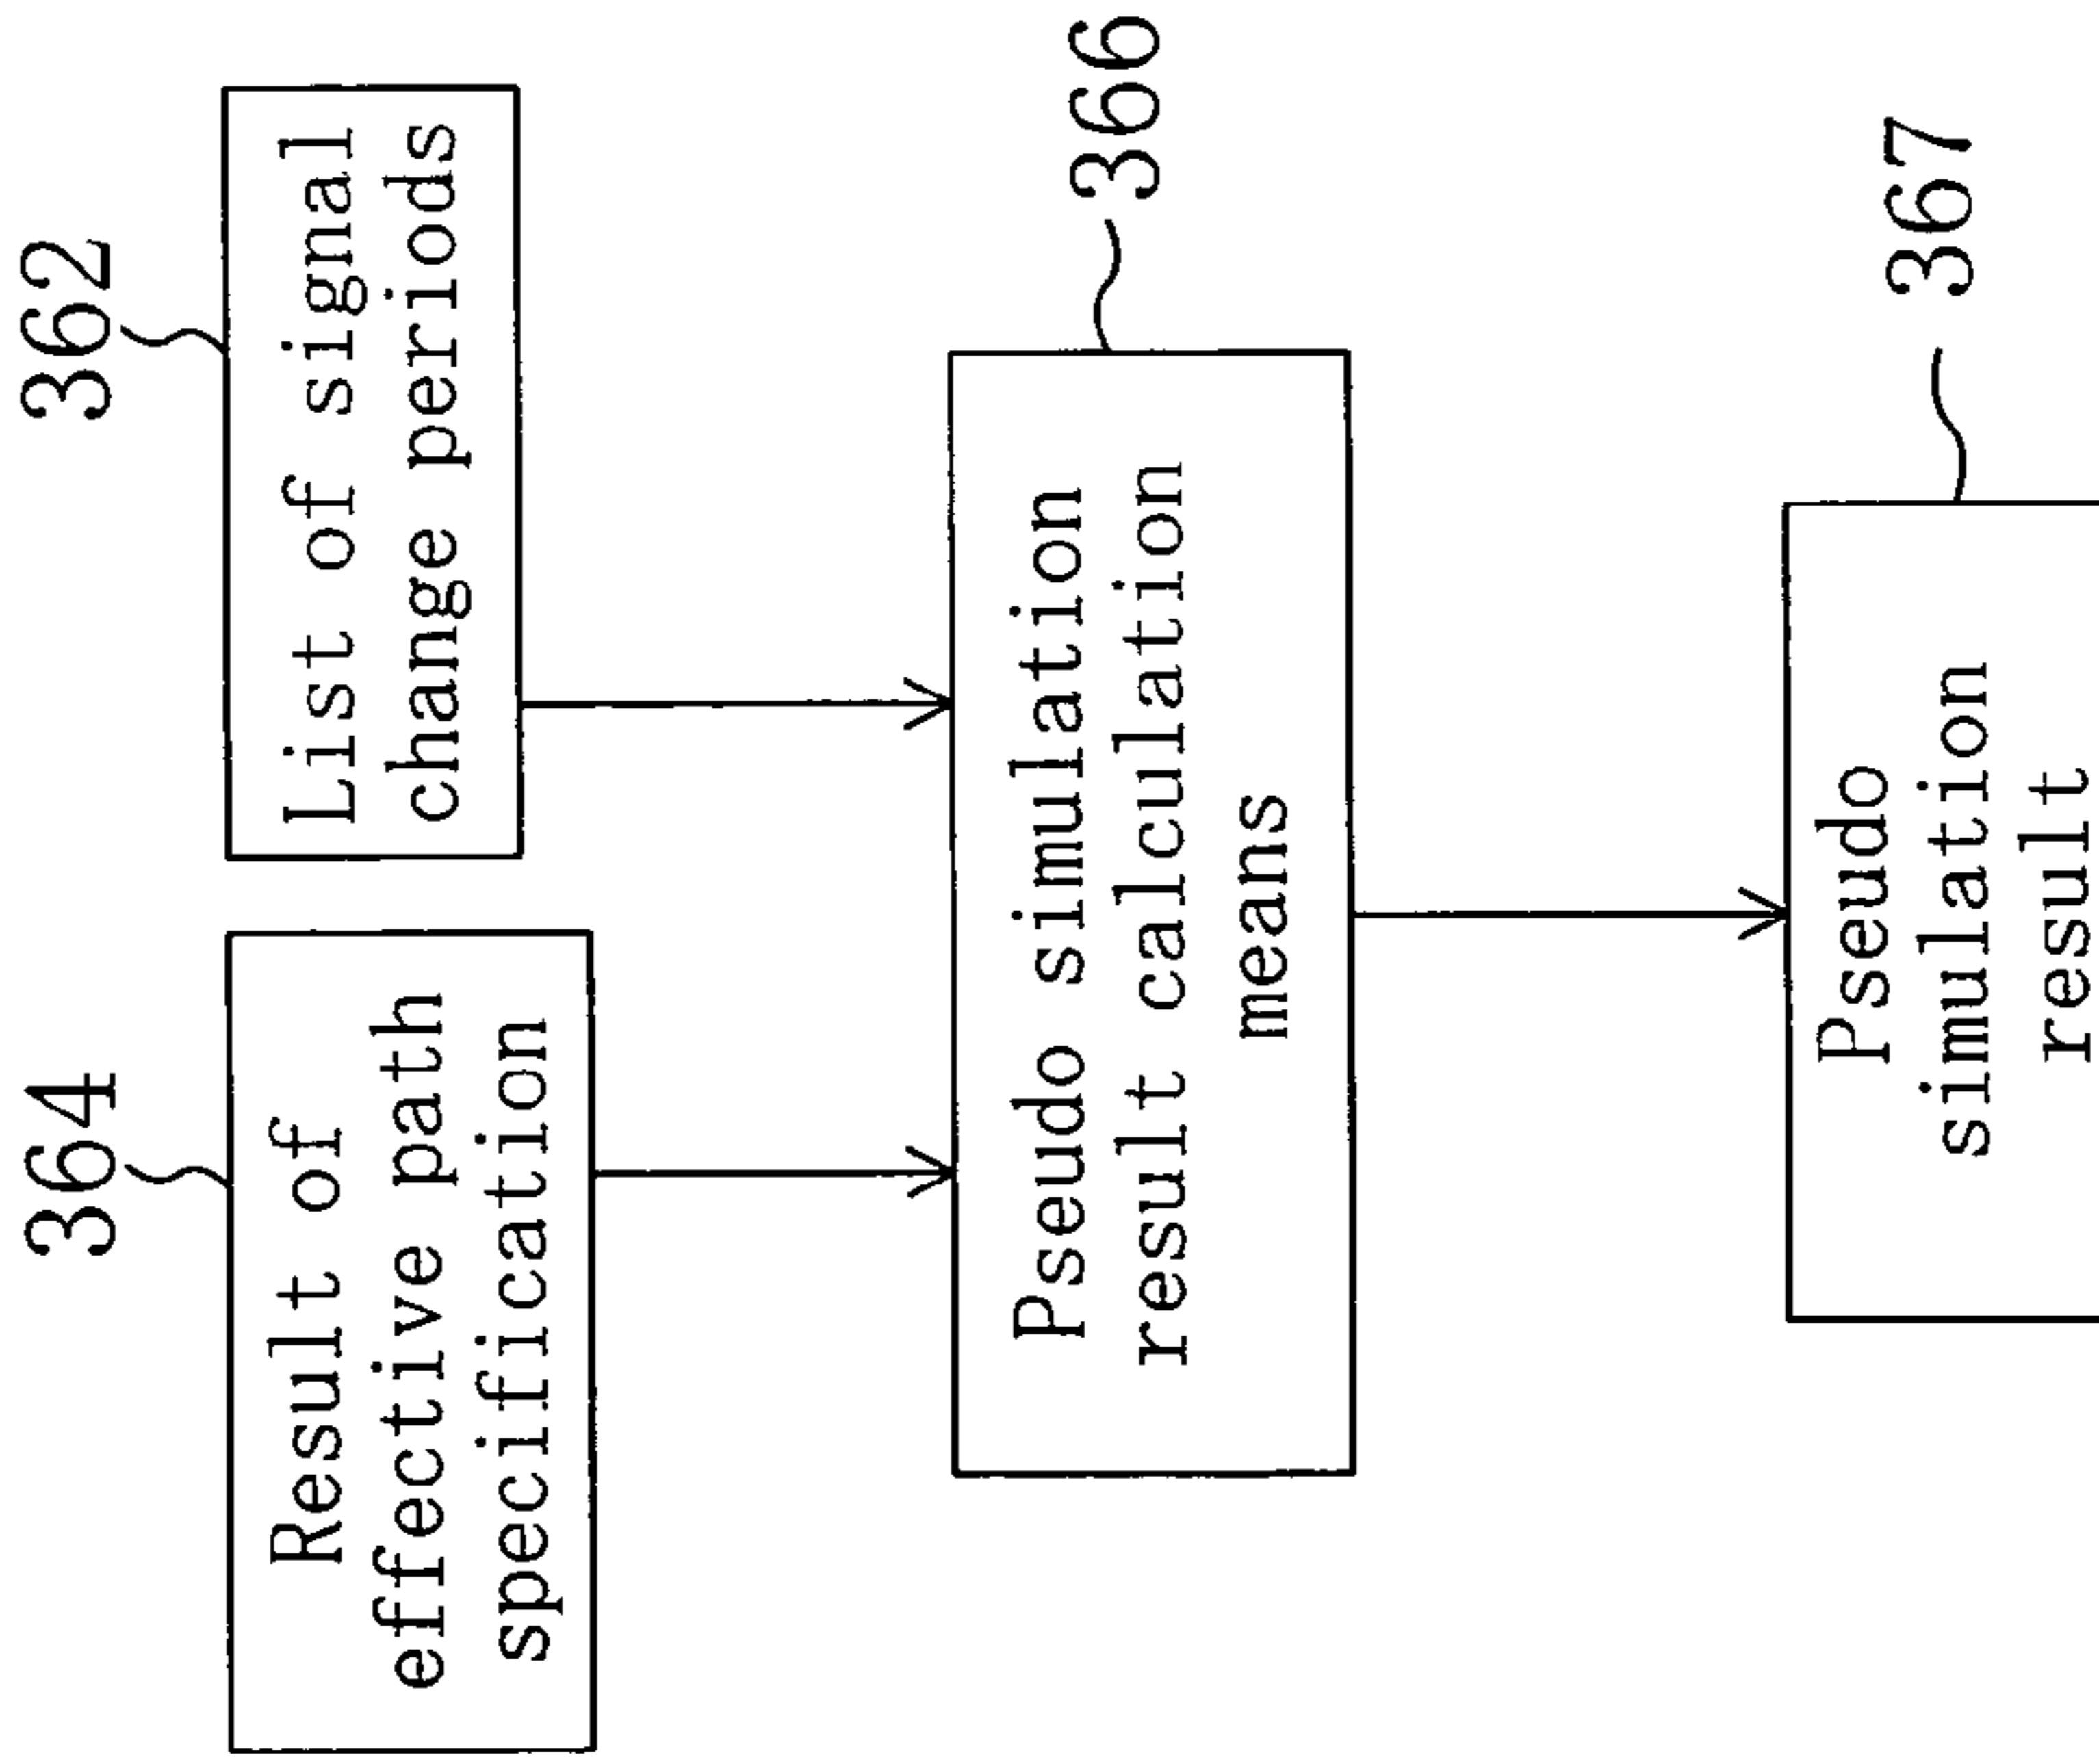 364
Result of
effective path
specification
362
List of signal
change periods
366
Pseudo simulation
result calculation
means
367
Pseudo
simulation
result